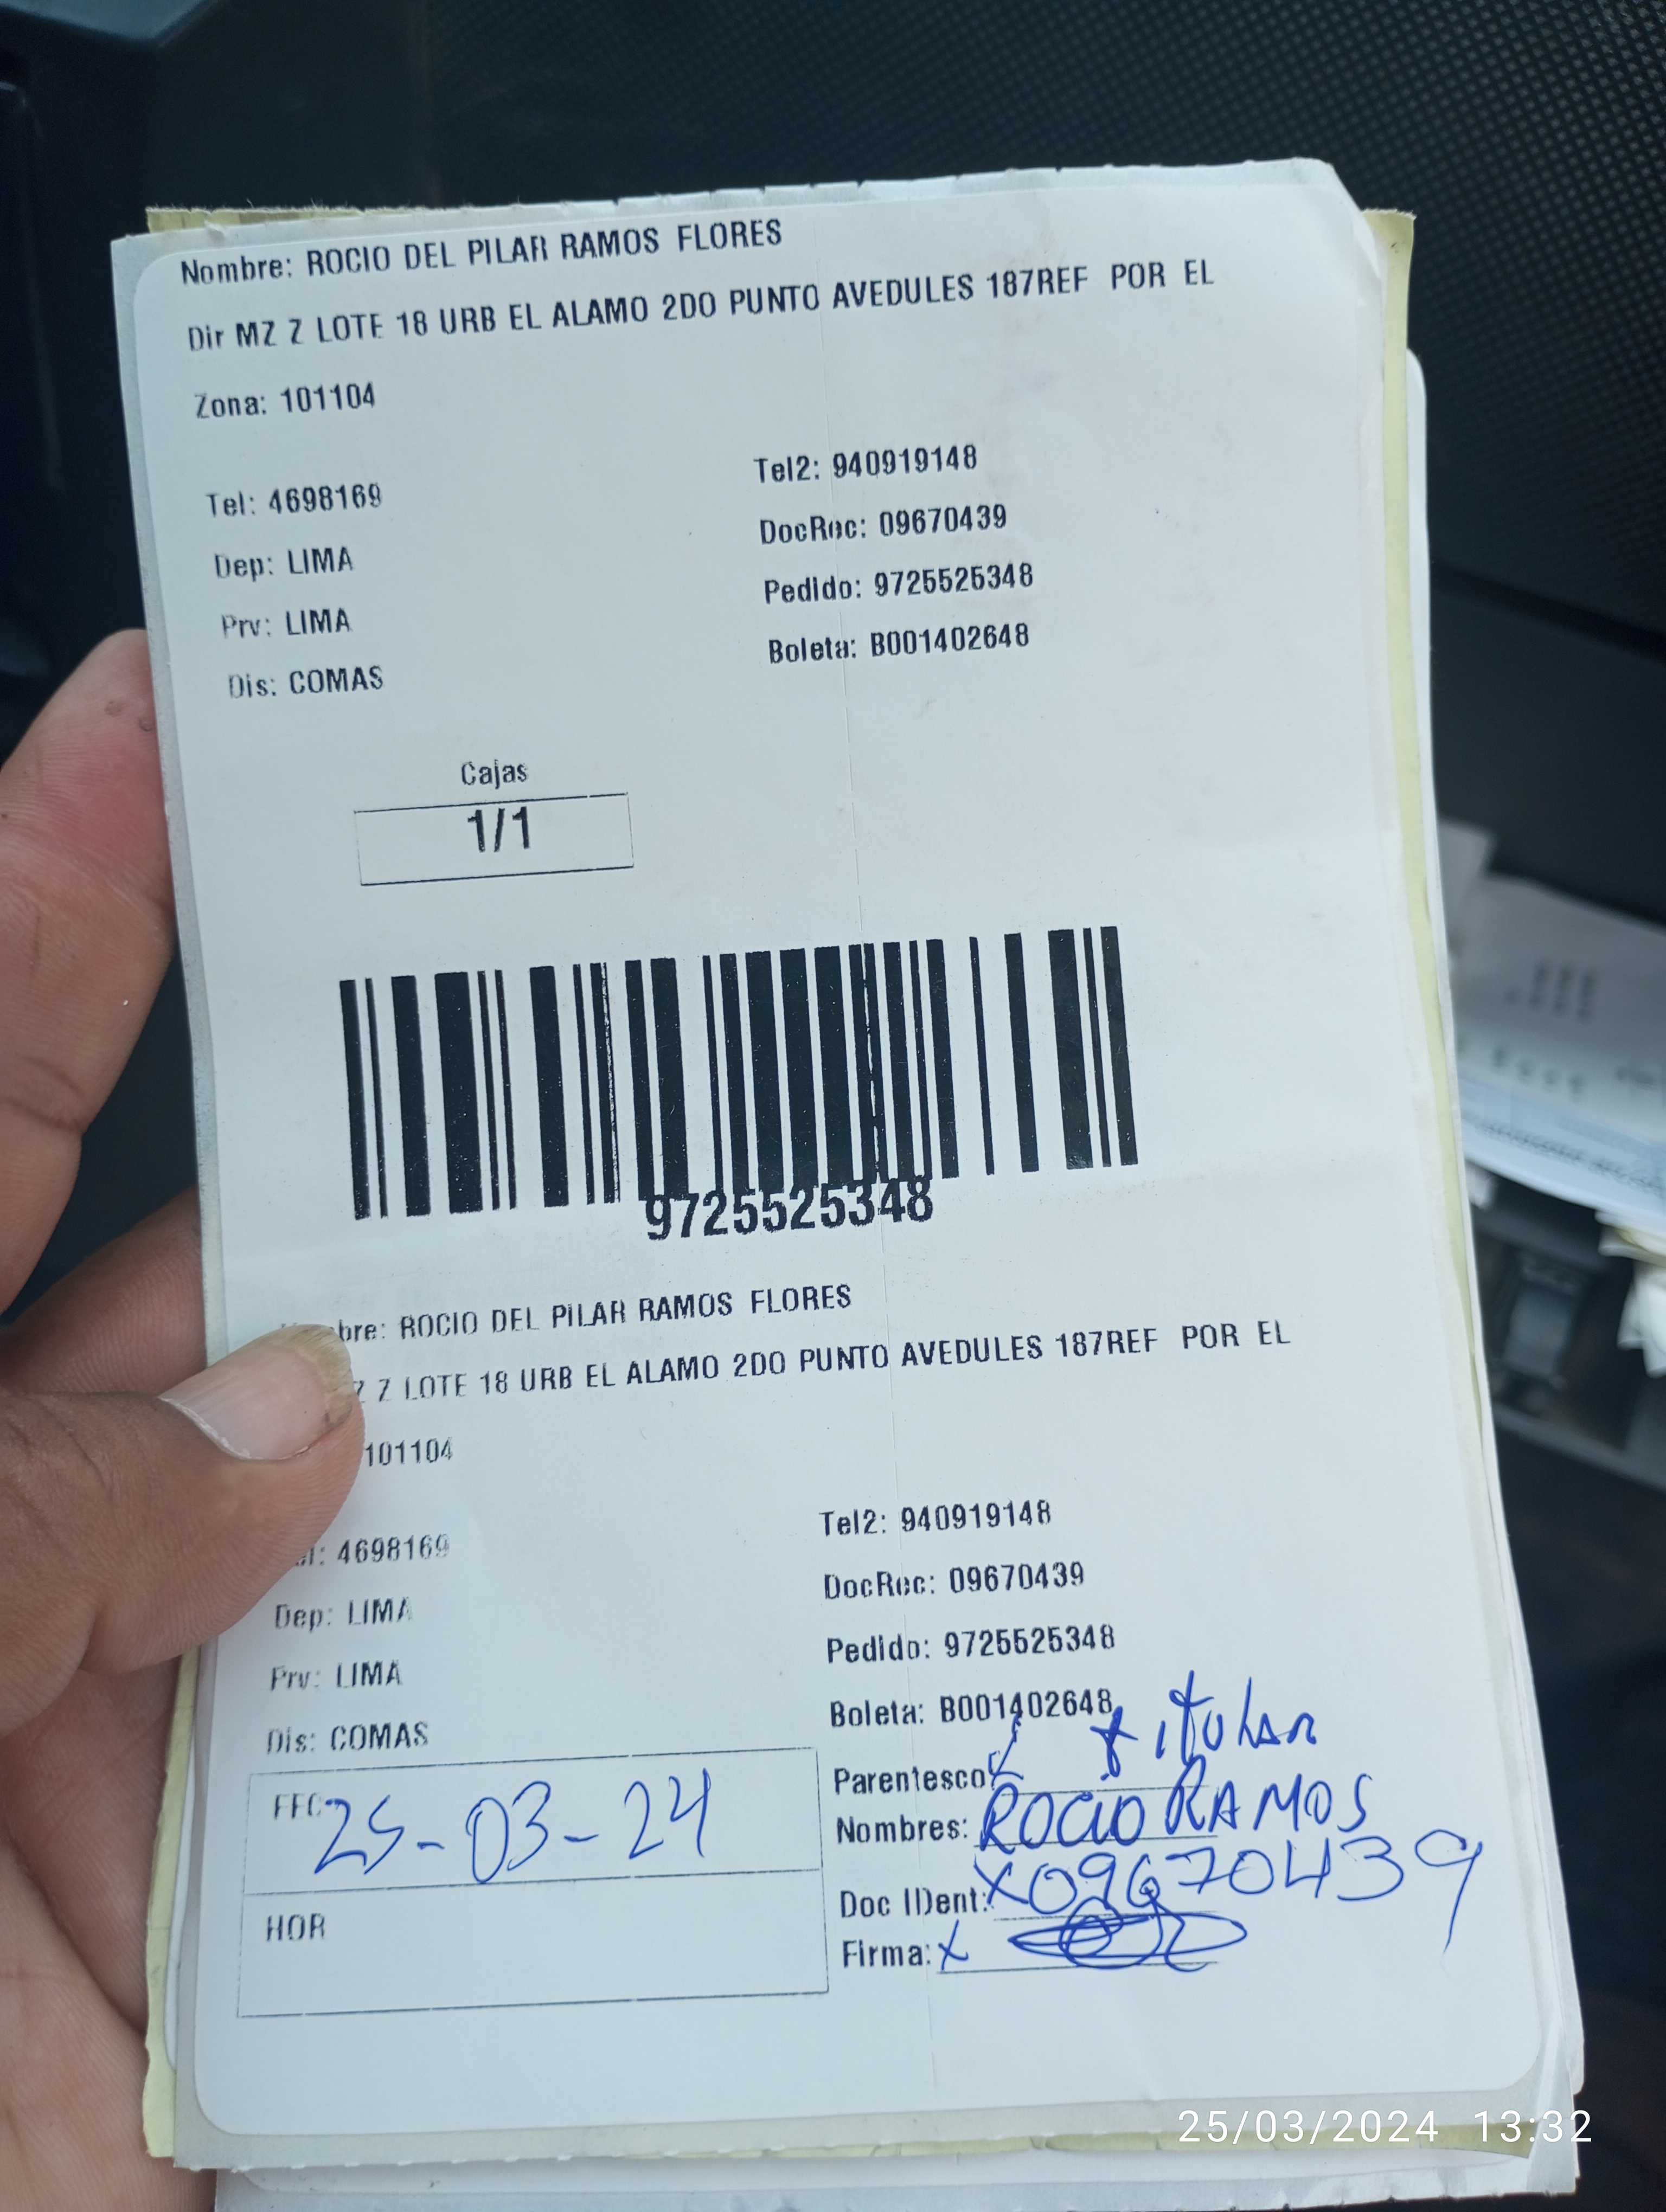 Nombre: ROCIO DEL PILAR RAMOS FLORES
Dir MZ Z LOTE 18 URB EL ALAMO 2DO PUNTO AVEDULES 187REF POR EL
Zona: 101104
Tel: 4698169
Tel2: 940919148
DocRec: 09670439
Dep: LIMA
Pedido: 9725525348
Prv: LIMA
Boleta: B001402648
Dis: COMAS
Cajas
1/1
9725525348
bre: ROCIO DEL PILAR RAMOS FLORES
Z LOTE 18 URB EL ALAMO 2DO PUNTO AVEDULES 187REF POR EL
101104
Tel2: 940919148
4698169
DocRec: 09670439
Dep: LIMA
Pedido: 9725525348
Prv: LIMA
Boleta: B001402648
Dis: COMAS
Parentesco: titular
FEC 25-03-24
Nombres: ROCIO RAMOS
Doc IDent: X09670439
HOR
Firma: X
25/03/2024 13:32